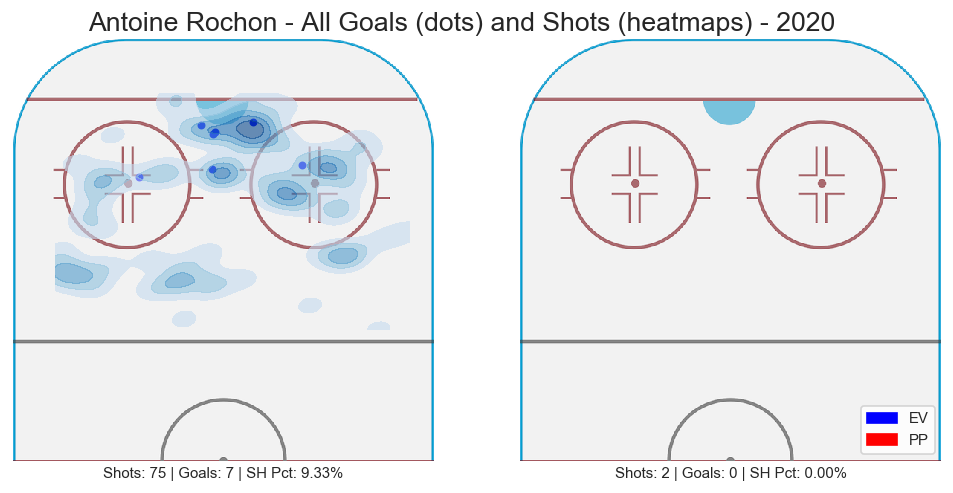 Antoine Rochon - All Goals (dots) and Shots (heatmaps) - 2020
EV
PP
Shots: 75 | Goals: 7 | SH Pct: 9.33%
Shots: 2 | Goals: 0 | SH Pct: 0.00%